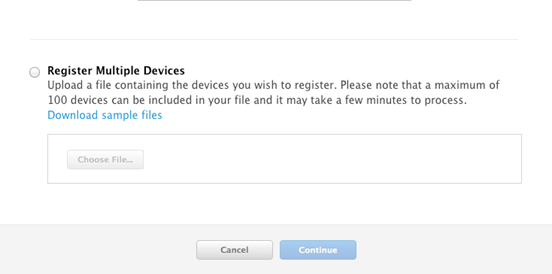 Register Multiple Devices
Upload a file containing the devices you wish to register. Please note that a maximum of
100 devices can be included in your file and it may take a few minutes to process.
Download sample files
Choose File...
Cancel
Continue